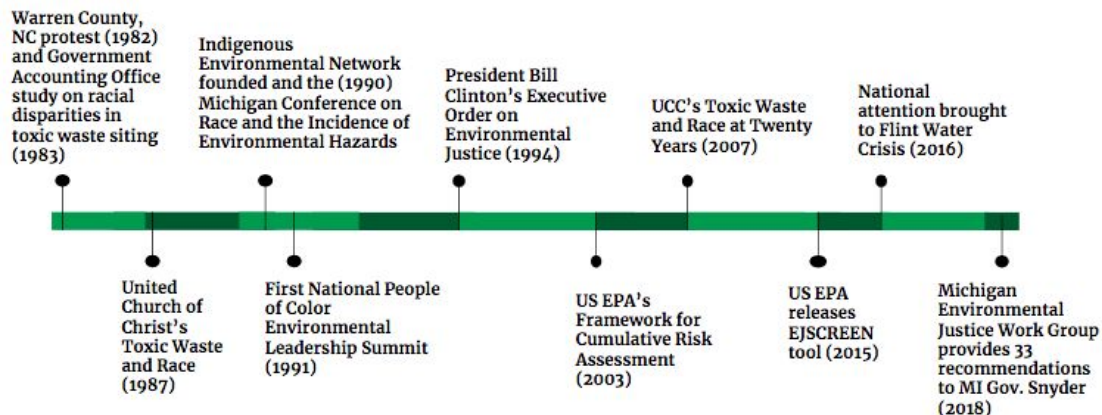 Warren County,
NC protest (1982)
and Government
Accounting Office
study on racial
disparities in
toxic waste siting
(1983)
United
Church of
Christ's
Toxic Waste
and Race
(1987)
Indigenous
Environmental Network
founded and the (1990)
Michigan Conference on
Race and the Incidence of
Environmental Hazards
First National People
of Color
Environmental
Leadership Summit
(1991)
President Bill
Clinton's Executive
Order on
Environmental
Justice (1994)
US EPA's
Framework for
Cumulative Risk
Assessment
(2003)
UCC's Toxic Waste
and Race at Twenty
Years (2007)
US EPA
releases
EJSCREEN
tool (2015)
National
attention brought
to Flint Water
Crisis (2016)
Michigan
Environmental
Justice Work Group
provides 33
recommendations
to MI Gov. Snyder
(2018)